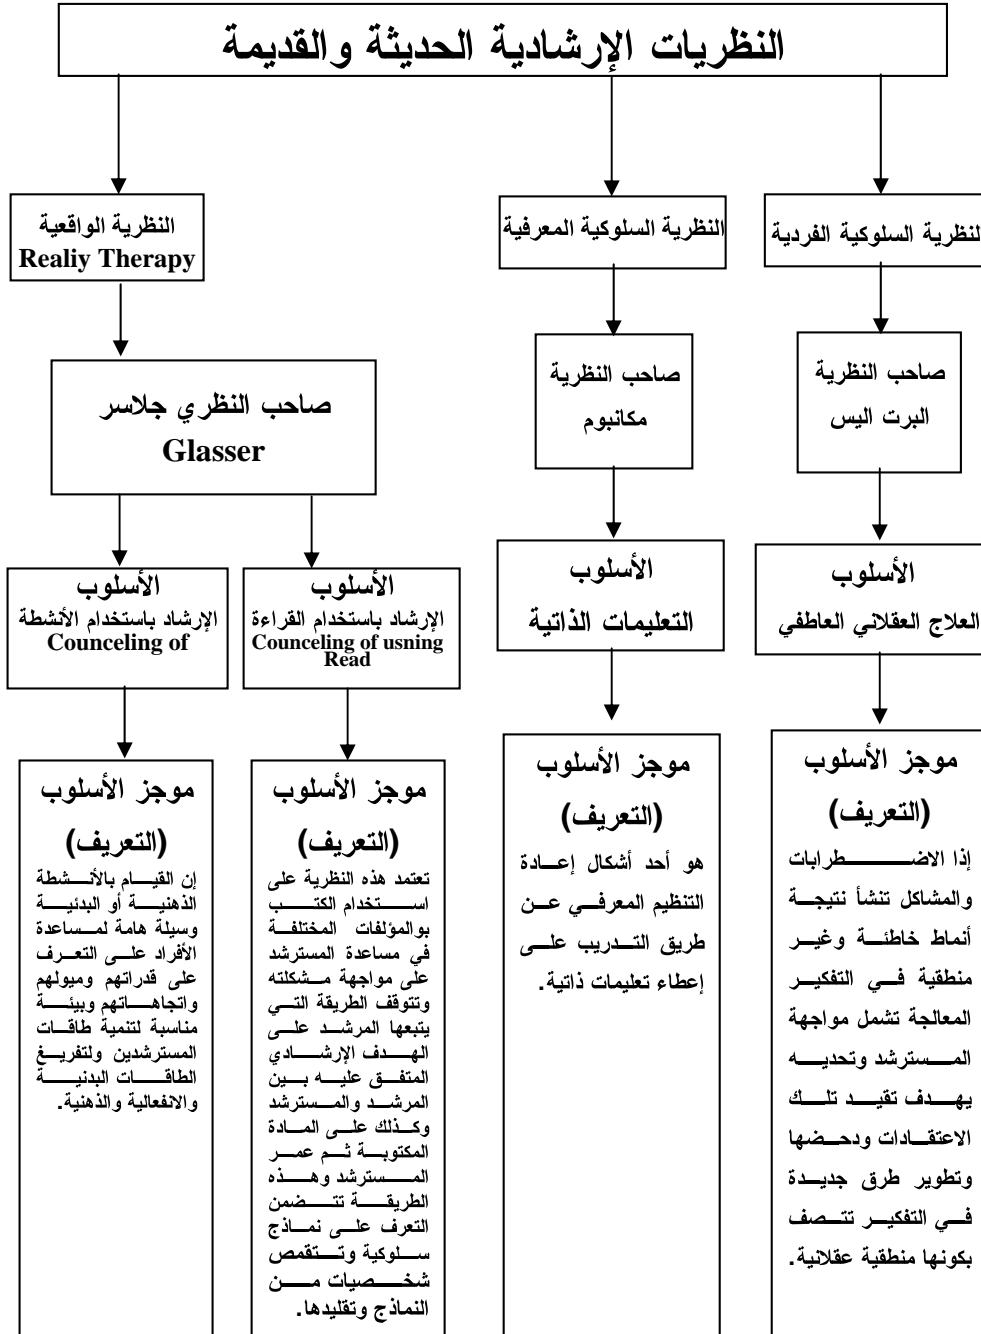 النظريات الإرشادية الحديثة والقديمة
لنظرية السلوكية الفردية
النظرية السلوكية المعرفية
النظرية الواقعية
Realiy Therapy
صاحب النظرية
البرت اليس
صاحب النظرية
مكانبوم
صاحب النظري جلاسر
Glasser
الأسلوب
العلاج العقلاني العاطفي
الأسلوب
التعليمات الذاتية
الأسلوب
الإرشاد باستخدام القراءة
Counceling of usning
Read
الأسلوب
الإرشاد باستخدام الأنشطة
Counceling of
موجز الأسلوب
(التعريف)
إذا الاضطرابات
والمشاكل تنشأ نتيجة
أنماط خاطئة وغير
منطقية في التفكير
المعالجة تشمل مواجهة
المسترشد وتحديه
يهدف تقيد تلك
الاعتقادات ودحضها
وتطوير طرق جديدة
في التفكير تتصف
بكونها منطقية عقلانية.
موجز الأسلوب
(التعريف)
هو أحد أشكال إعادة
التنظيم المعرفي عن
طريق التدريب على
إعطاء تعليمات ذاتية.
موجز الأسلوب
(التعريف)
تعتمد هذه النظرية على
استخدام الكتب
بوالمؤلفات المختلفة
في مساعدة المسترشد
على مواجهة مشكلته
وتتوقف الطريقة التي
يتبعها المرشد على
الهدف الإرشادي
المتفق عليه بين
المرشد والمسترشد
وكذلك على المادة
المكتوبة ثم عمر
المسترشد وهذه
الطريقة تتضمن
التعرف على نماذج
سلوكية وتستقمص
شخصيات من
النماذج وتقليدها.
موجز الأسلوب
(التعريف)
إن القيام بالأنشطة
الذهنية أو البدنية
وسيلة هامة لمساعدة
الأفراد على التعرف
على قدراتهم وميولهم
واتجاهاتهم وبيئة
مناسبة لتنمية طاقات
المسترشدين ولتفريغ
الطاقات البدنية
والانفعالية والذهنية.